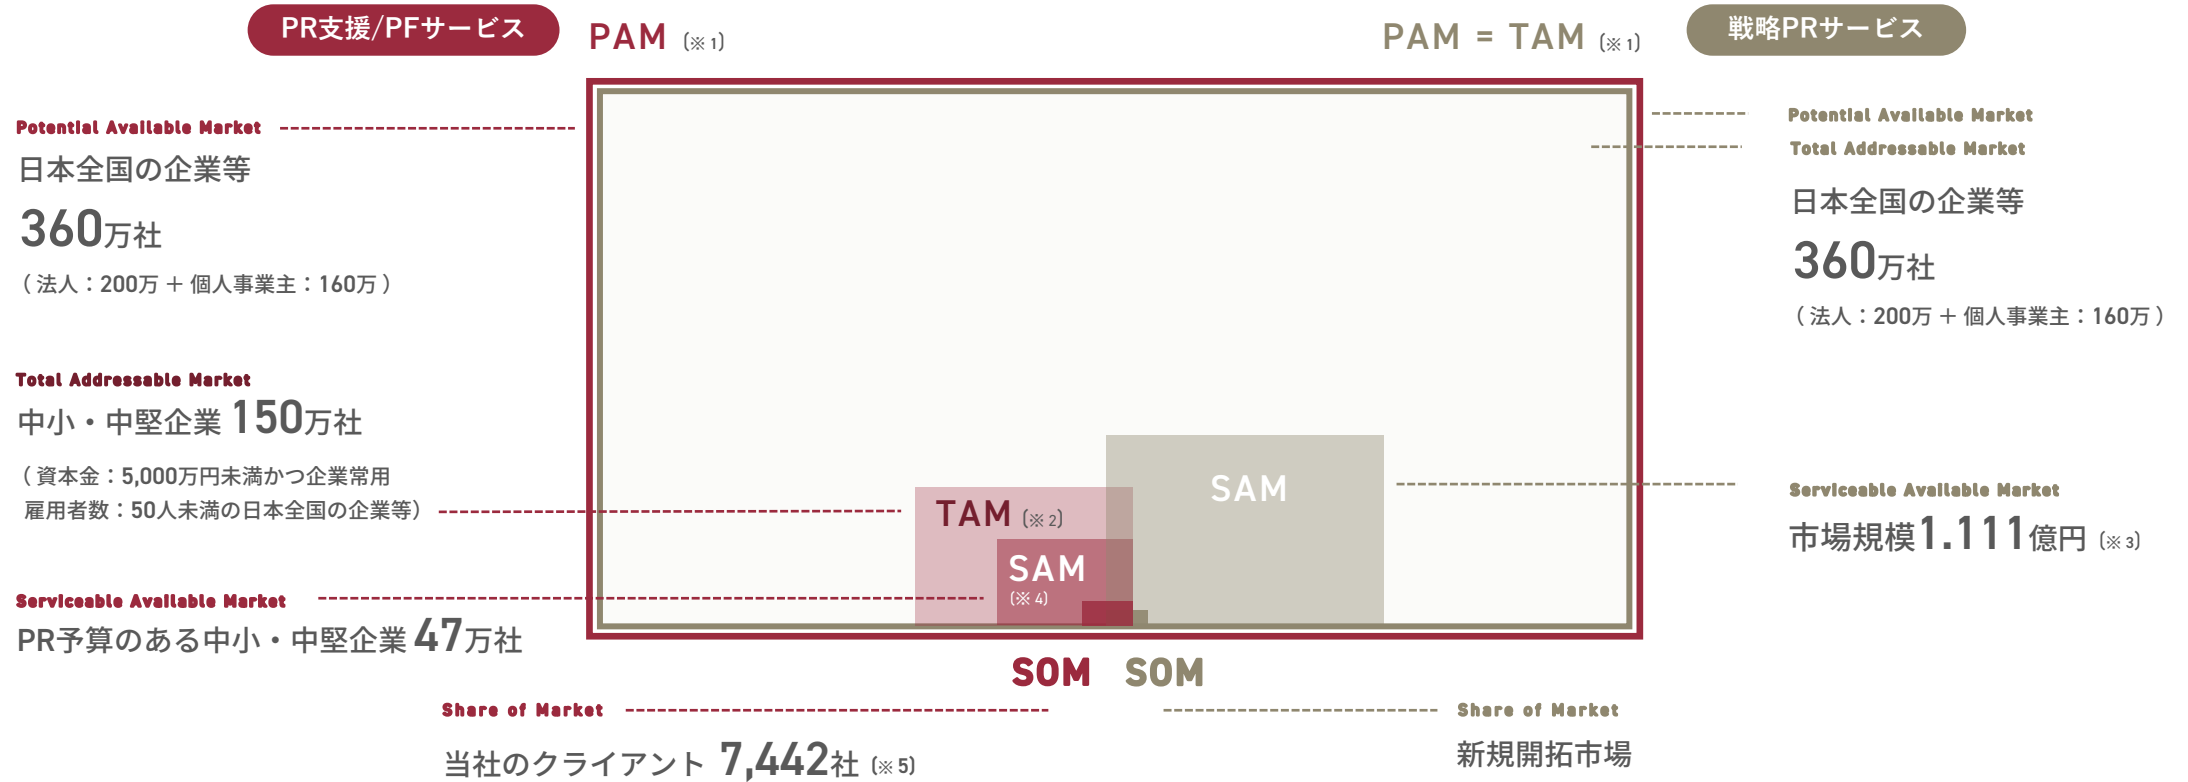 PR支援/PFサービス
PAM (※1)
PAM = TAM (※1)
戦略PRサービス
Potential Available Market
日本全国の企業等
360万社
(法人:200万 + 個人事業主:160万)
Total Addressable Market
中小・中堅企業 150万社
(資本金:5,000万円未満かつ企業常用
雇用者数:50人未満の日本全国の企業等)
Serviceable Available Market
PR予算のある中小・中堅企業 47万社
TAM (※2)
SAM
(※4)
SAM
Potential Available Market
Total Addressable Market
日本全国の企業等
360万社
(法人:200万 + 個人事業主:160万)
Serviceable Available Market
市場規模1.111億円 (※3)
SOM
SOM
Share of Market
当社のクライアント 7,442社 (※5)
Share of Market
新規開拓市場